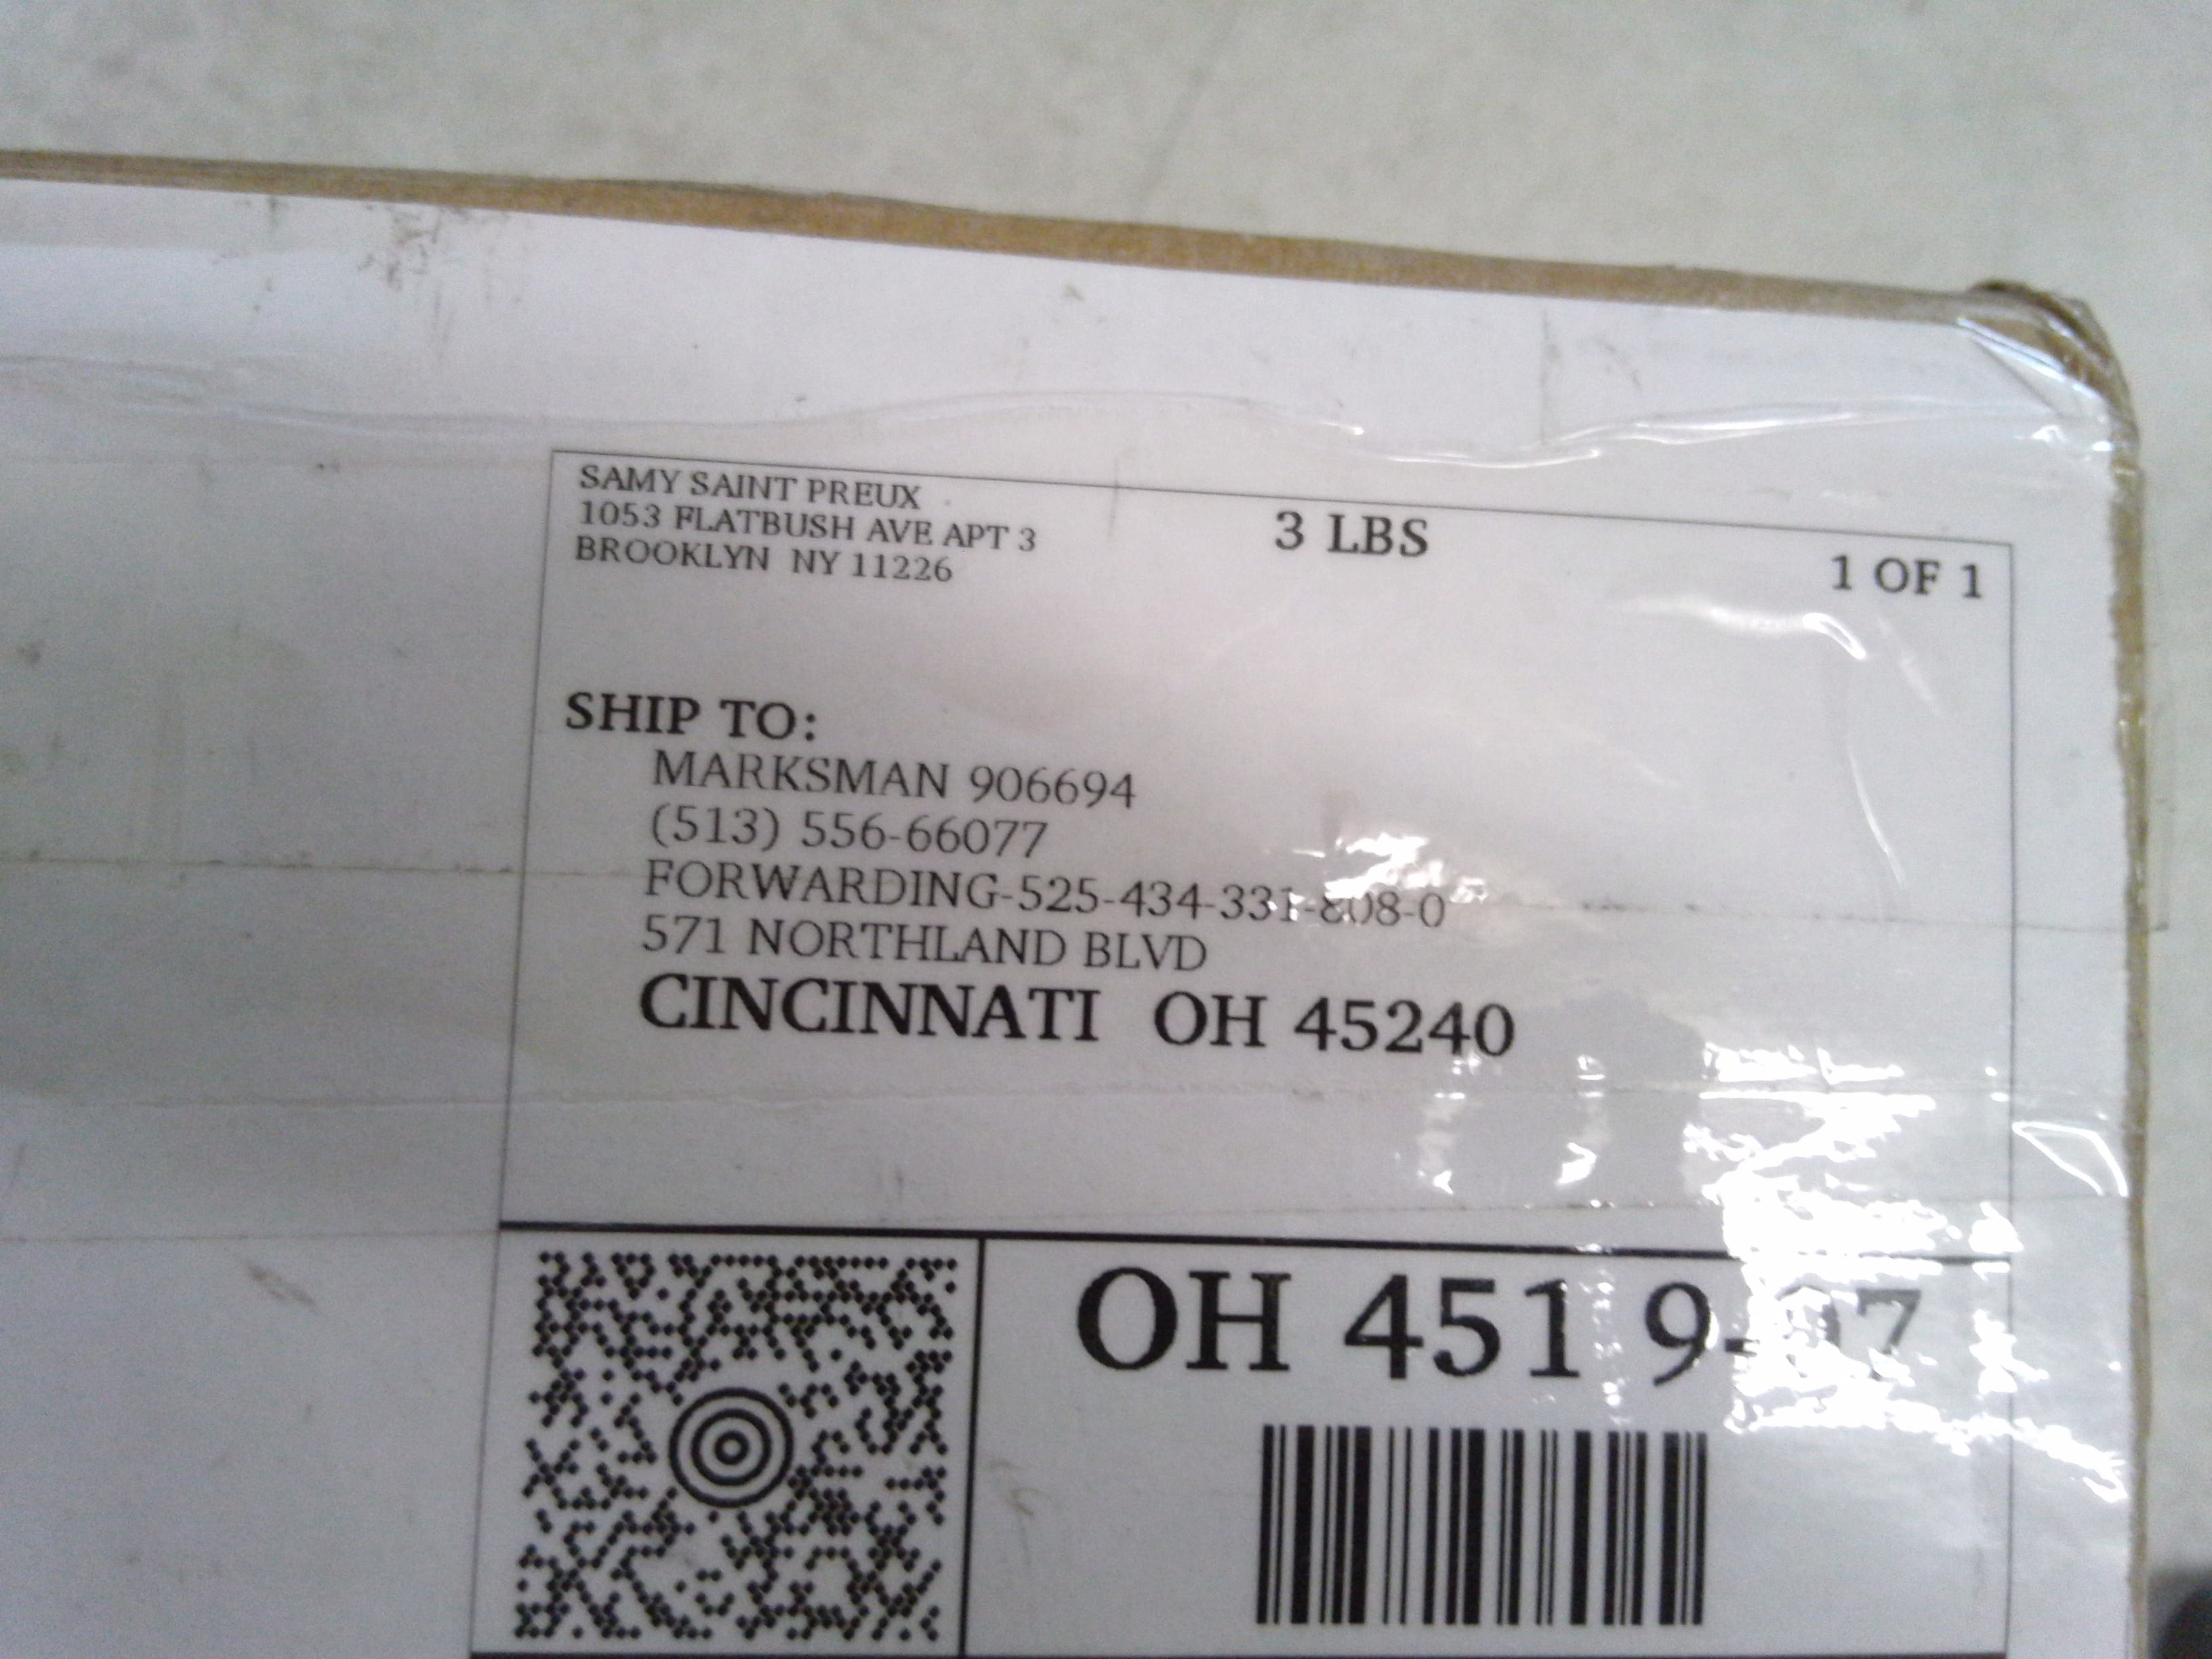 SAMY SAINT PREUX
1053 FLATBUSH AVE APT 3
BROOKLYN NY 11226
3 LBS
1 OF 1
SHIP TO:
MARKSMAN 906694
(513) 556-66077
FORWARDING-525-434-331-808-0
571 NORTHLAND BLVD
CINCINNATI OH 45240
OH 451 9-